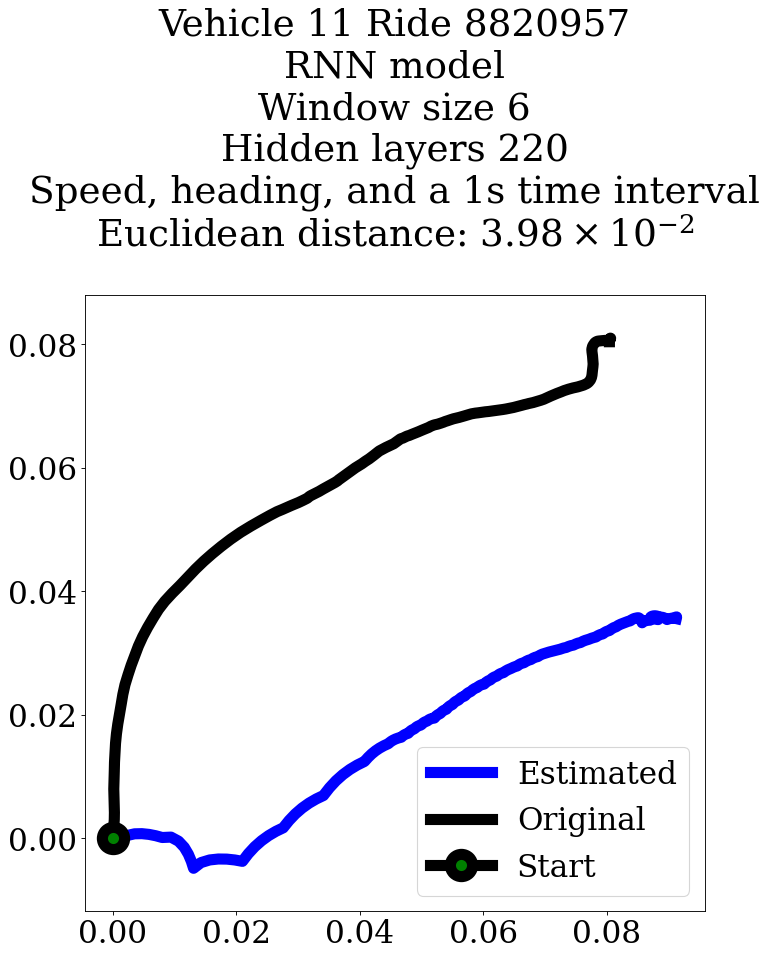 Vehicle 11 Ride 8820957
RNN model
Window size 6
Hidden layers 220
Speed, heading, and a 1s time interval
Euclidean distance: 3.98 × 10⁻²
0.08
0.06
0.04
0.02
0.00
Estimated
Original
Start
0.00 0.02 0.04 0.06 0.08